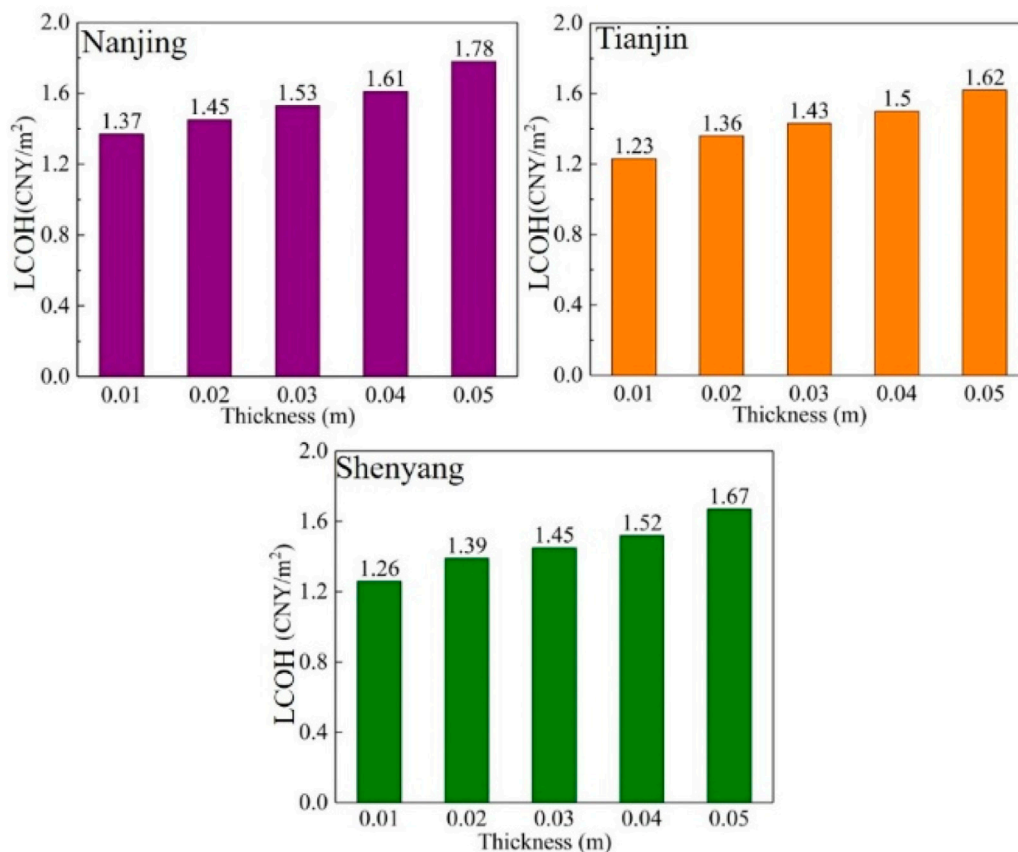 Nanjing
LCOH(CNY/m²)
2.0
1.6
1.2
0.8
0.4
0.0
1.37
1.45
1.53
1.61
1.78
0.01 0.02 0.03 0.04 0.05
Thickness (m)
Tianjin
LCOH(CNY/m²)
2.0
1.6
1.2
0.8
0.4
0.0
1.23
1.36
1.43
1.5
1.62
0.01 0.02 0.03 0.04 0.05
Thickness (m)
Shenyang
LCOH (CNY/m²)
2.0
1.6
1.2
0.8
0.4
0.0
1.26
1.39
1.45
1.52
1.67
0.01 0.02 0.03 0.04 0.05
Thickness (m)